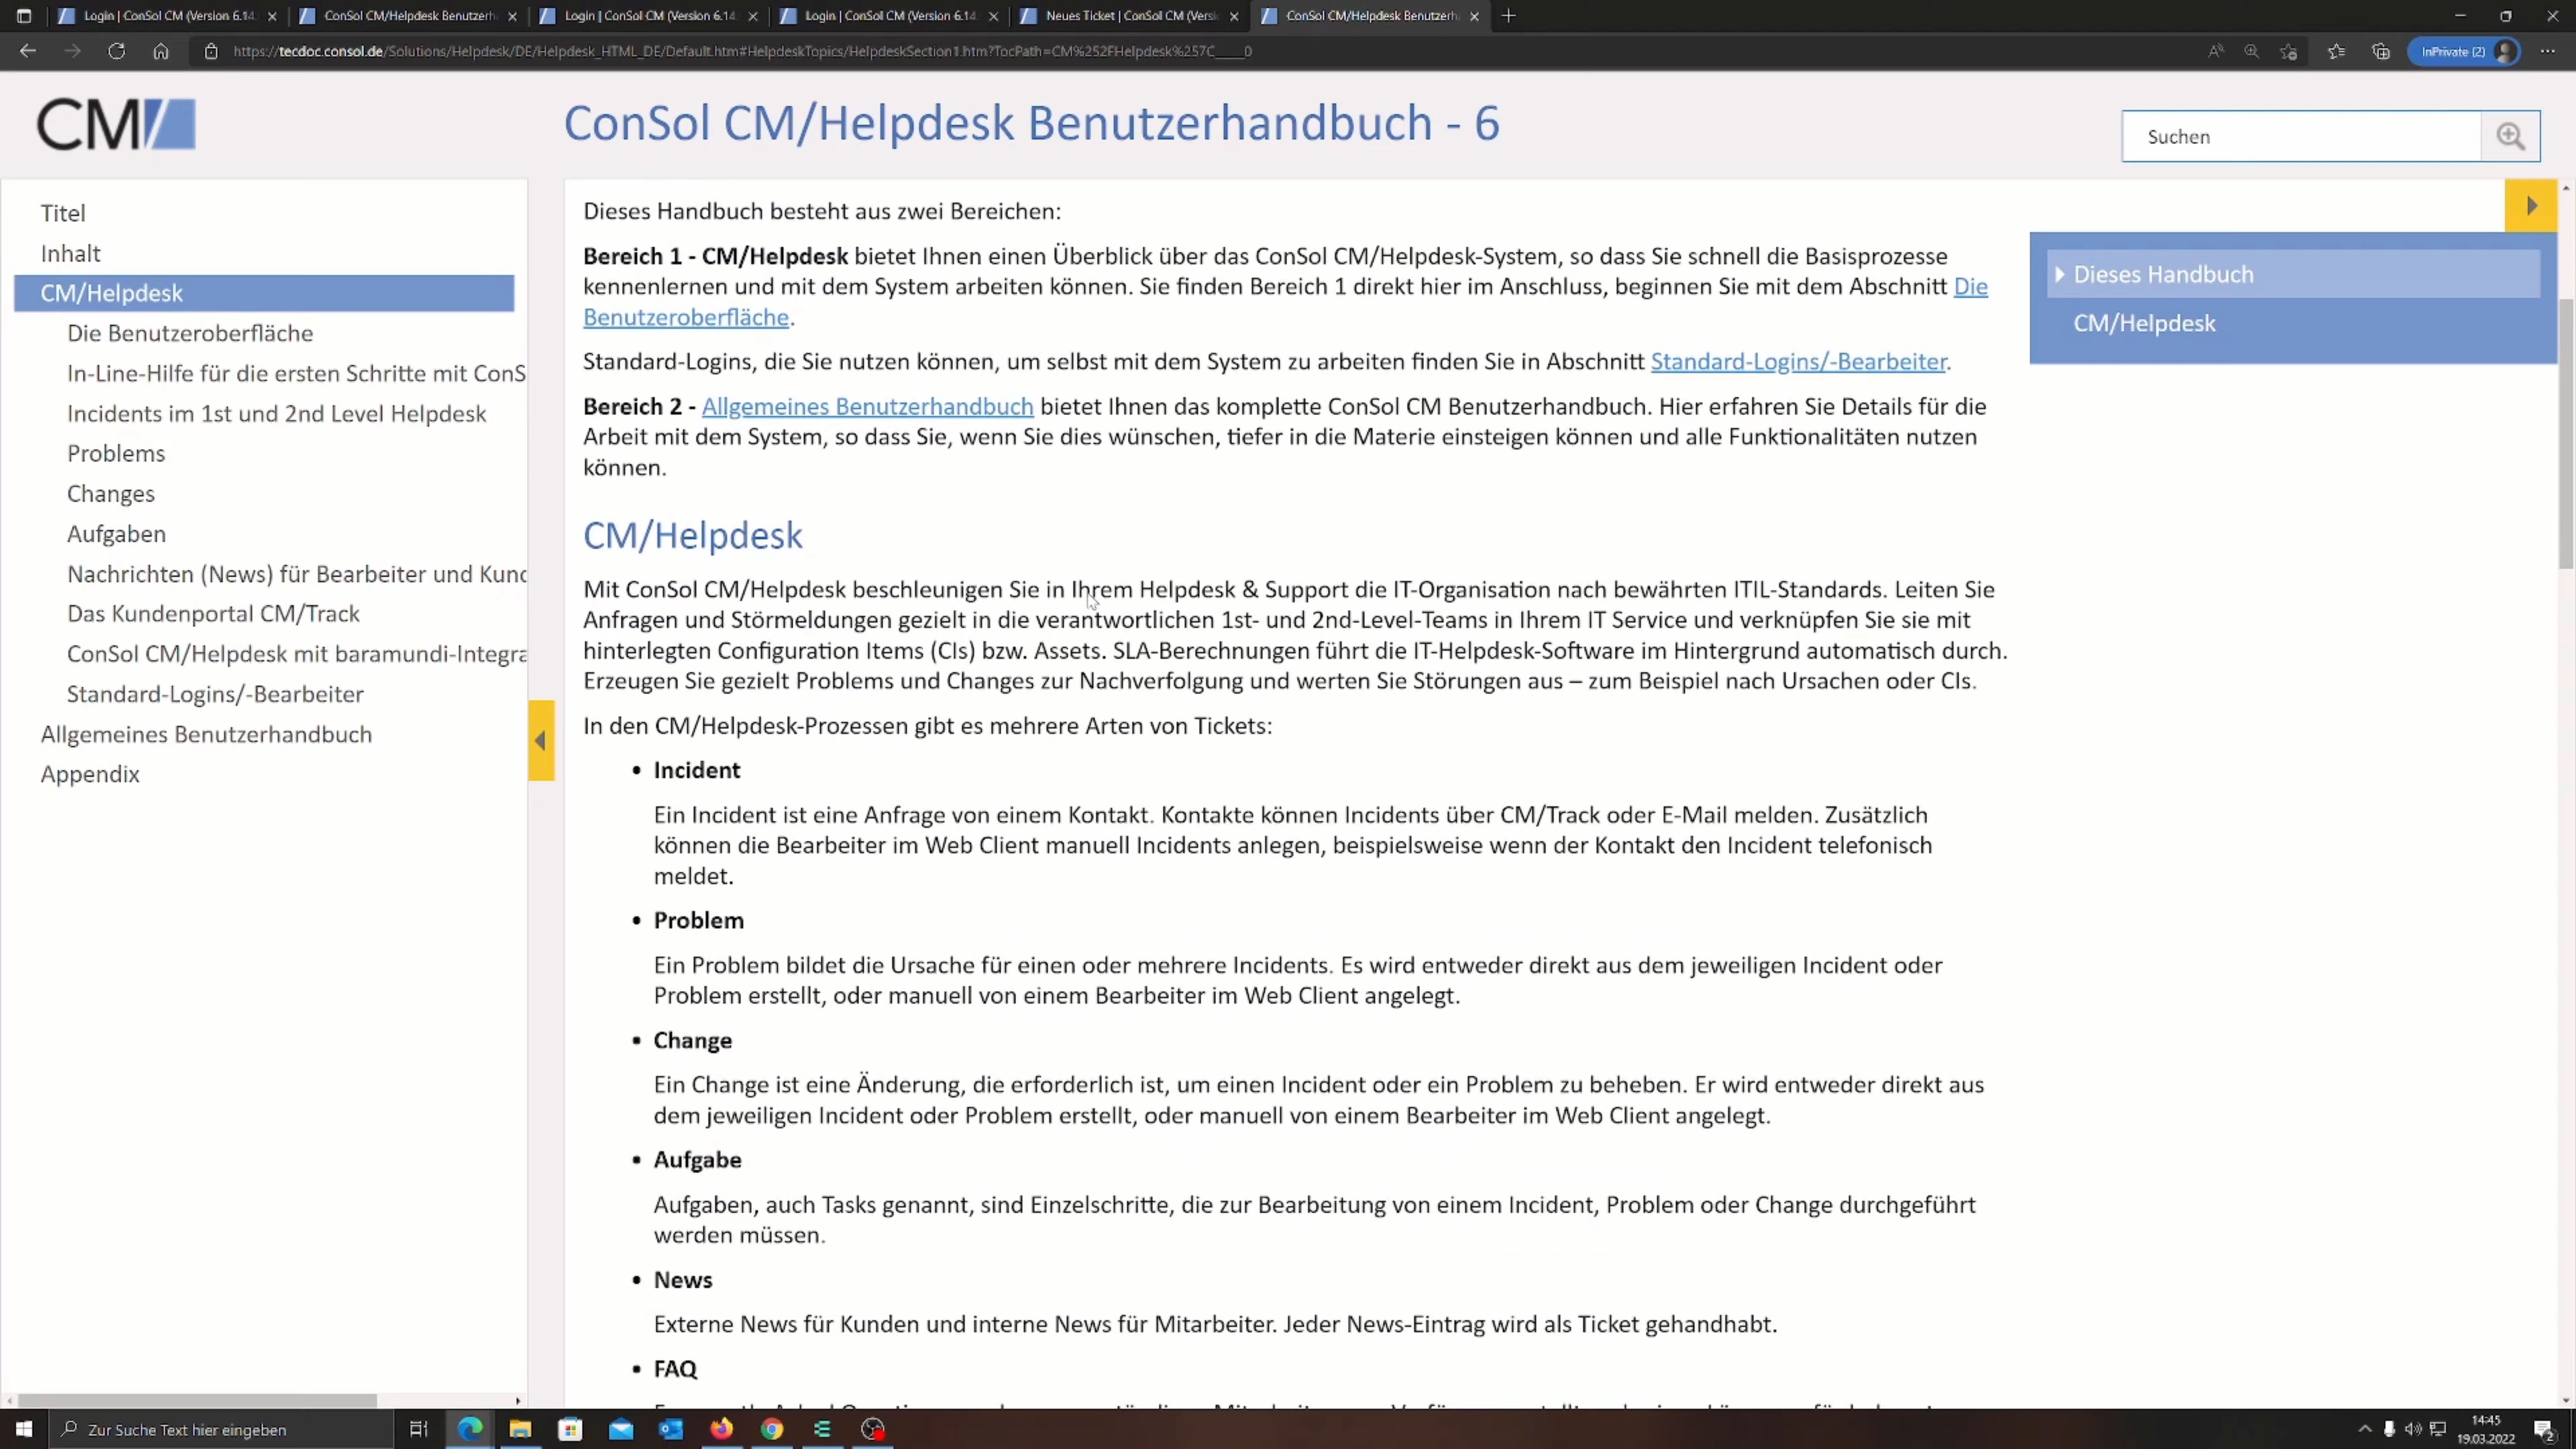 Login | ConSol CM (Version 6.14.
ConSol CM/Helpdesk Benutzerh
Login | ConSol CM (Version 6.14.
Login | ConSol CM (Version 6.14.
Neues Ticket | ConSol CM (Versi
ConSol CM/Helpdesk Benutzerh
https://tecdoc.consol.de/Solutions/Helpdesk/DE/Helpdesk_HTML_DE/Default.htm#HelpdeskTopics/HelpdeskSection1.htm?TocPath=CM%252FHelpdesk%257C_____0
InPrivate (2)
CM/
ConSol CM/Helpdesk Benutzerhandbuch - 6
Suchen
Titel
Inhalt
CM/Helpdesk
Die Benutzeroberfläche
In-Line-Hilfe für die ersten Schritte mit ConS
Incidents im 1st und 2nd Level Helpdesk
Problems
Changes
Aufgaben
Nachrichten (News) für Bearbeiter und Kund
Das Kundenportal CM/Track
ConSol CM/Helpdesk mit baramundi-Integra
Standard-Logins/-Bearbeiter
Allgemeines Benutzerhandbuch
Appendix
Dieses Handbuch besteht aus zwei Bereichen:
Bereich 1 - CM/Helpdesk bietet Ihnen einen Überblick über das ConSol CM/Helpdesk-System, so dass Sie schnell die Basisprozesse
kennenlernen und mit dem System arbeiten können. Sie finden Bereich 1 direkt hier im Anschluss, beginnen Sie mit dem Abschnitt Die
Benutzeroberfläche.
Standard-Logins, die Sie nutzen können, um selbst mit dem System zu arbeiten finden Sie in Abschnitt Standard-Logins/-Bearbeiter.
Bereich 2 - Allgemeines Benutzerhandbuch bietet Ihnen das komplette ConSol CM Benutzerhandbuch. Hier erfahren Sie Details für die
Arbeit mit dem System, so dass Sie, wenn Sie dies wünschen, tiefer in die Materie einsteigen können und alle Funktionalitäten nutzen
können.
CM/Helpdesk
Mit ConSol CM/Helpdesk beschleunigen Sie in Ihrem Helpdesk & Support die IT-Organisation nach bewährten ITIL-Standards. Leiten Sie
Anfragen und Störmeldungen gezielt in die verantwortlichen 1st- und 2nd-Level-Teams in Ihrem IT Service und verknüpfen Sie sie mit
hinterlegten Configuration Items (CIs) bzw. Assets. SLA-Berechnungen führt die IT-Helpdesk-Software im Hintergrund automatisch durch.
Erzeugen Sie gezielt Problems und Changes zur Nachverfolgung und werten Sie Störungen aus – zum Beispiel nach Ursachen oder CIs.
In den CM/Helpdesk-Prozessen gibt es mehrere Arten von Tickets:
• Incident
Ein Incident ist eine Anfrage von einem Kontakt. Kontakte können Incidents über CM/Track oder E-Mail melden. Zusätzlich
können die Bearbeiter im Web Client manuell Incidents anlegen, beispielsweise wenn der Kontakt den Incident telefonisch
meldet.
• Problem
Ein Problem bildet die Ursache für einen oder mehrere Incidents. Es wird entweder direkt aus dem jeweiligen Incident oder
Problem erstellt, oder manuell von einem Bearbeiter im Web Client angelegt.
• Change
Ein Change ist eine Änderung, die erforderlich ist, um einen Incident oder ein Problem zu beheben. Er wird entweder direkt aus
dem jeweiligen Incident oder Problem erstellt, oder manuell von einem Bearbeiter im Web Client angelegt.
• Aufgabe
Aufgaben, auch Tasks genannt, sind Einzelschritte, die zur Bearbeitung von einem Incident, Problem oder Change durchgeführt
werden müssen.
• News
Externe News für Kunden und interne News für Mitarbeiter. Jeder News-Eintrag wird als Ticket gehandhabt.
• FAQ
Dieses Handbuch
CM/Helpdesk
Zur Suche Text hier eingeben
14:45
19.03.2022
2